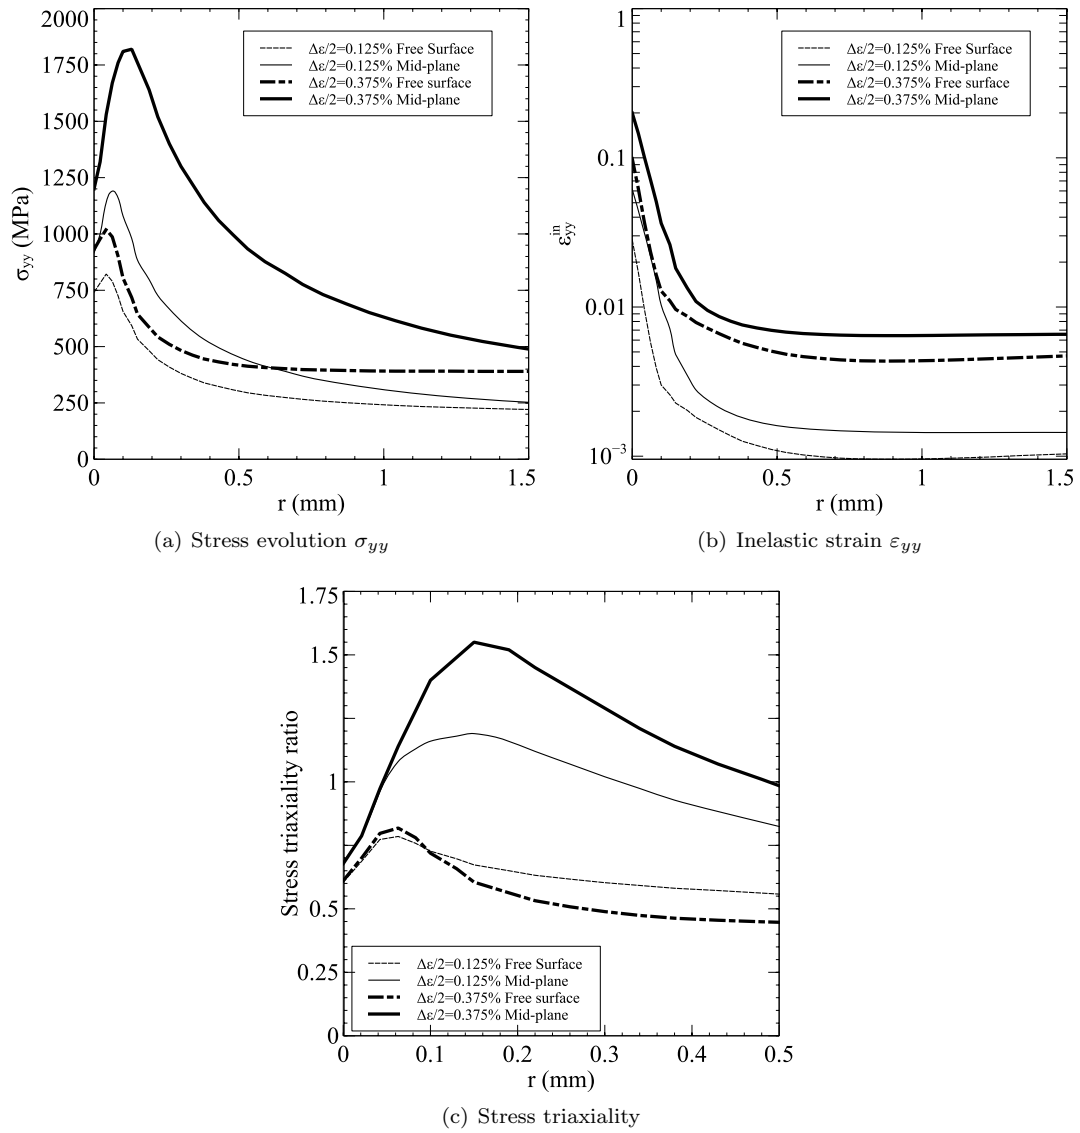 2000
1750
1500
1250
1000
750
500
250
0
σyy (MPa)
0 0.5 1 1.5
r (mm)
Δε/2=0.125% Free Surface
Δε/2=0.125% Mid-plane
Δε/2=0.375% Free surface
Δε/2=0.375% Mid-plane
(a) Stress evolution σyy
1
0.1
0.01
10⁻³
εyyⁱⁿ
0 0.5 1 1.5
r (mm)
Δε/2=0.125% Free Surface
Δε/2=0.125% Mid-plane
Δε/2=0.375% Free surface
Δε/2=0.375% Mid-plane
(b) Inelastic strain εyy
1.75
1.5
1
0.5
0.25
0
Stress triaxiality ratio
Δε/2=0.125% Free Surface
Δε/2=0.125% Mid-plane
Δε/2=0.375% Free surface
Δε/2=0.375% Mid-plane
0 0.1 0.2 0.3 0.4 0.5
r (mm)
(c) Stress triaxiality